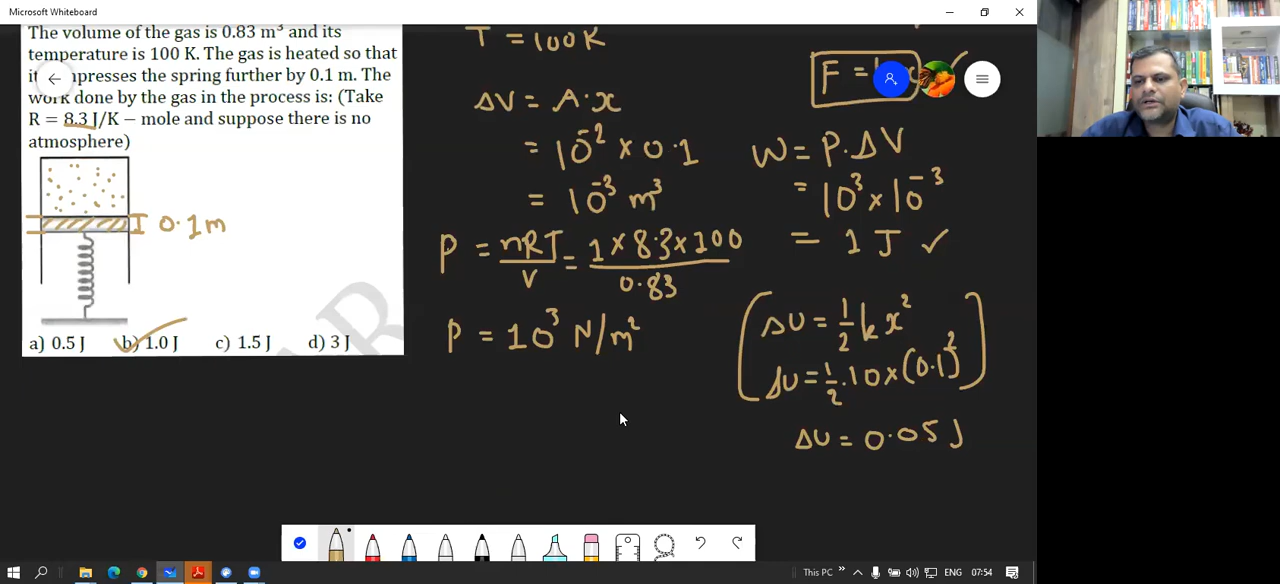 Microsoft Whiteboard
The volume of the gas is 0.83 m³ and its
temperature is 100 K. The gas is heated so that
it compresses the spring further by 0.1 m. The
work done by the gas in the process is: (Take
R = 8.3 J/K − mole and suppose there is no
atmosphere)
0.1m
a) 0.5 J b) 1.0 J c) 1.5 J d) 3 J
T = 100K
ΔV = A·x
= 10⁻² × 0.1
= 10⁻³ m³
P = nRT/V = 1 × 8.3 × 100/0.83
P = 10³ N/m²
F =
W = P·ΔV
= 10³ × 10⁻³
= 1 J ✓
(ΔU = ½ k x²
ΔU = ½·10×(0.1)²)
ΔU = 0.05 J
This PC » ENG 07:54